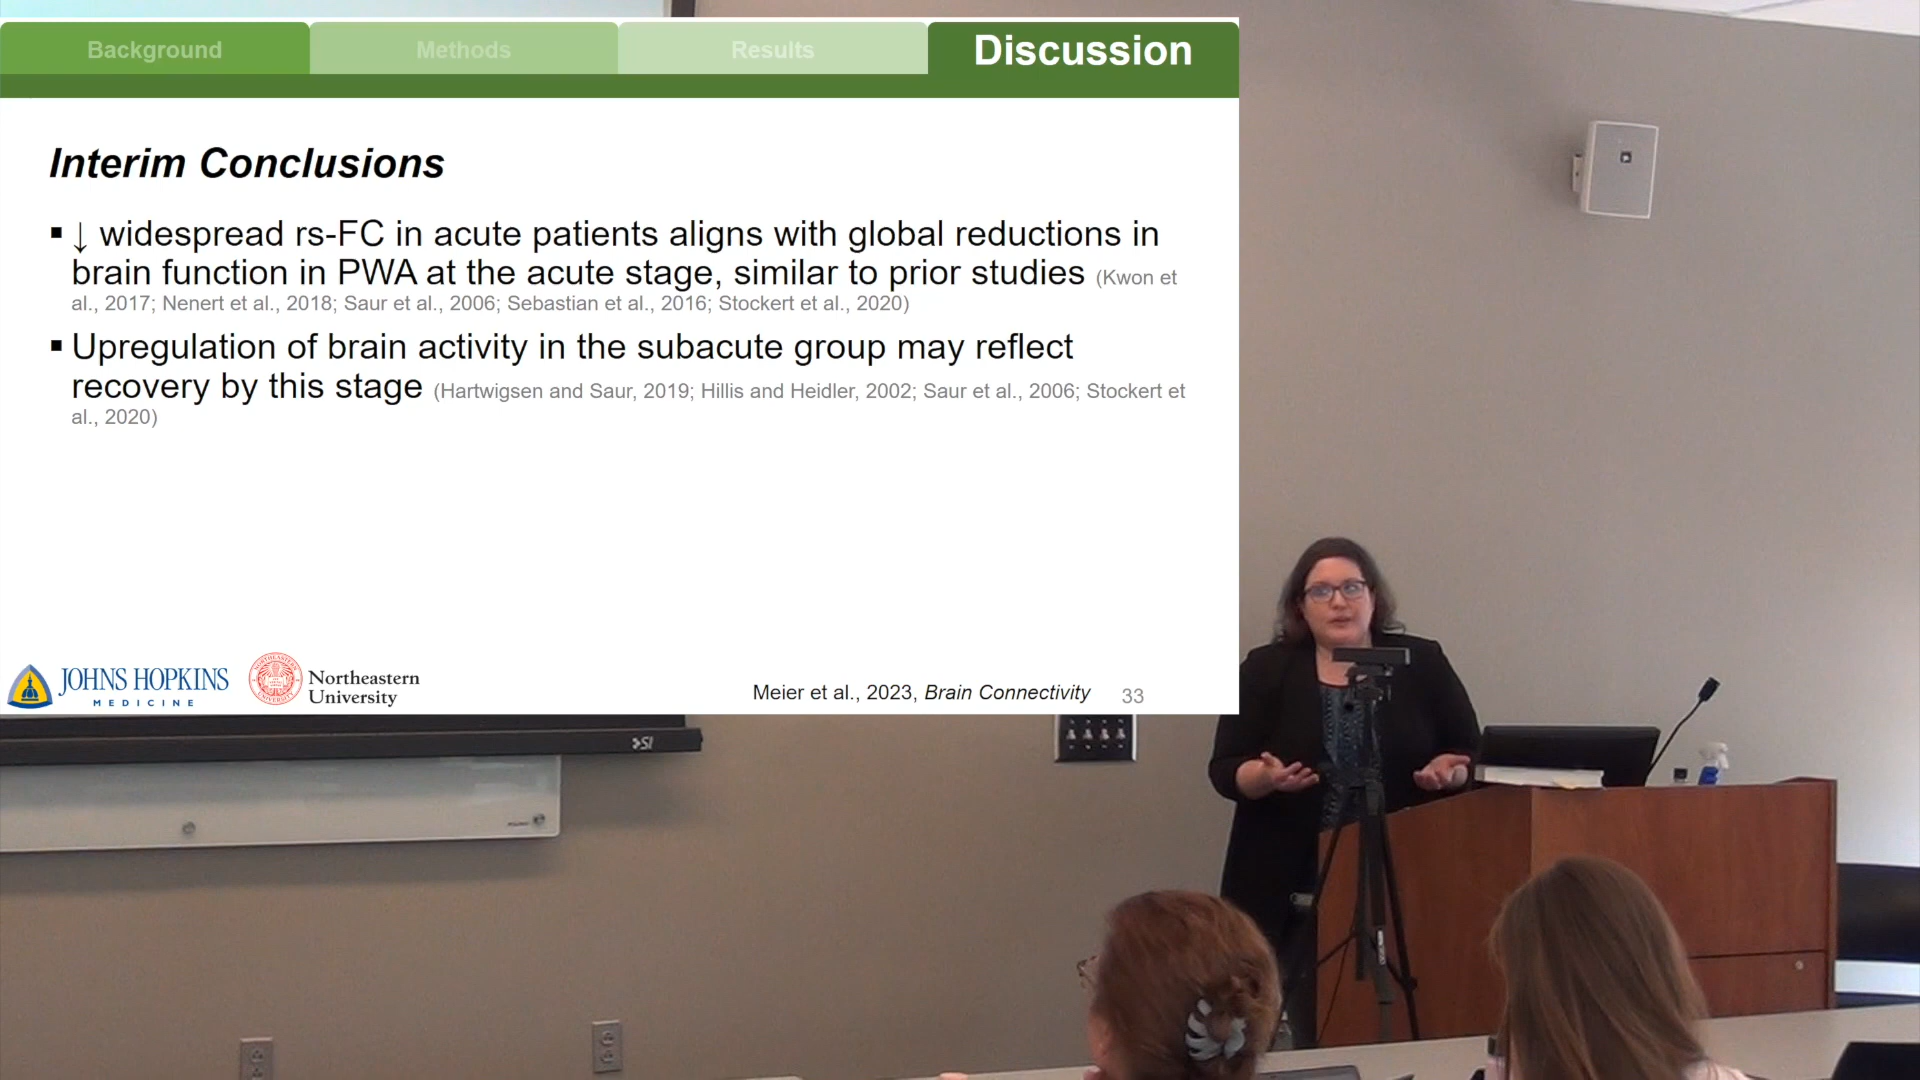 Background Methods Results Discussion
Interim Conclusions
▪ ↓ widespread rs-FC in acute patients aligns with global reductions in
brain function in PWA at the acute stage, similar to prior studies (Kwon et
al., 2017; Nenert et al., 2018; Saur et al., 2006; Sebastian et al., 2016; Stockert et al., 2020)
▪ Upregulation of brain activity in the subacute group may reflect
recovery by this stage (Hartwigsen and Saur, 2019; Hillis and Heidler, 2002; Saur et al., 2006; Stockert et
al., 2020)
JOHNS HOPKINS
MEDICINE
Northeastern
University
Meier et al., 2023, Brain Connectivity 33
SI